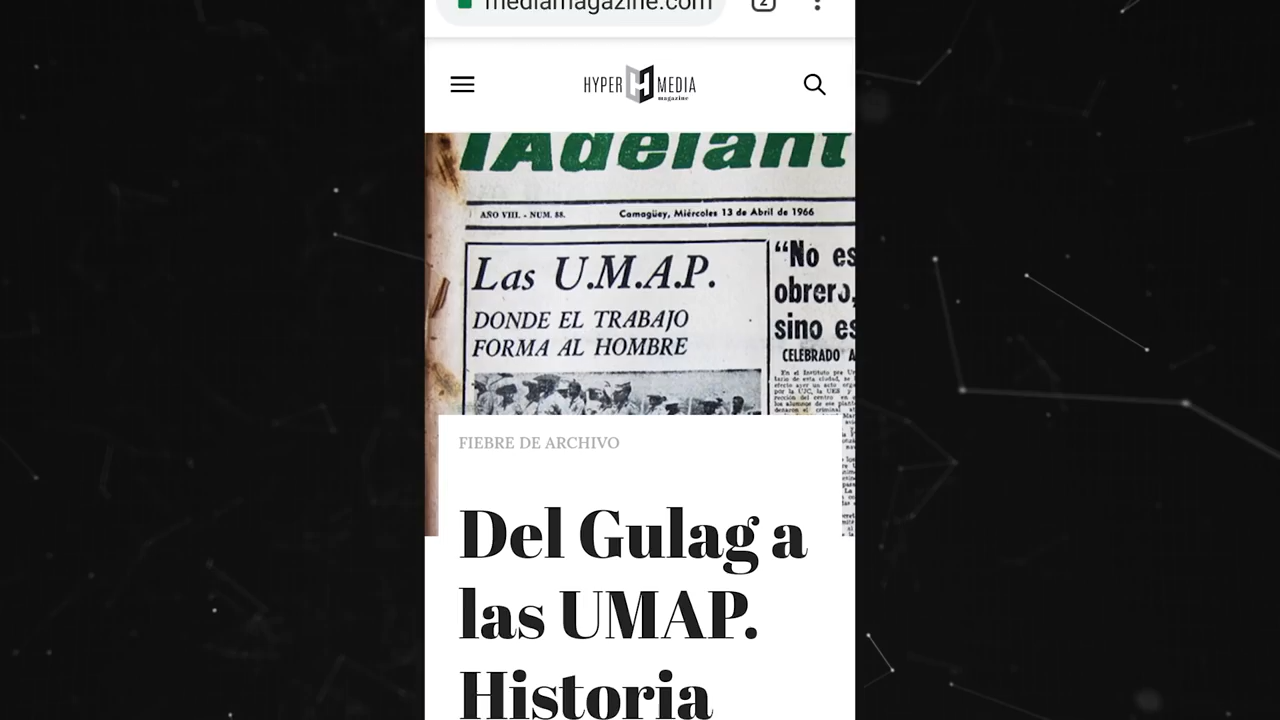 mediamagazine.com
2
HYPER MEDIA
magazine
¡Adelant
AÑO VIII. - NUM. 88.
Camagüey, Miércoles 13 de Abril de 1966
Las U.M.A.P.
DONDE EL TRABAJO
FORMA AL HOMBRE
“No es
obrero,
sino es
CELEBRADO A
FIEBRE DE ARCHIVO
Del Gulag a
las UMAP.
Historia